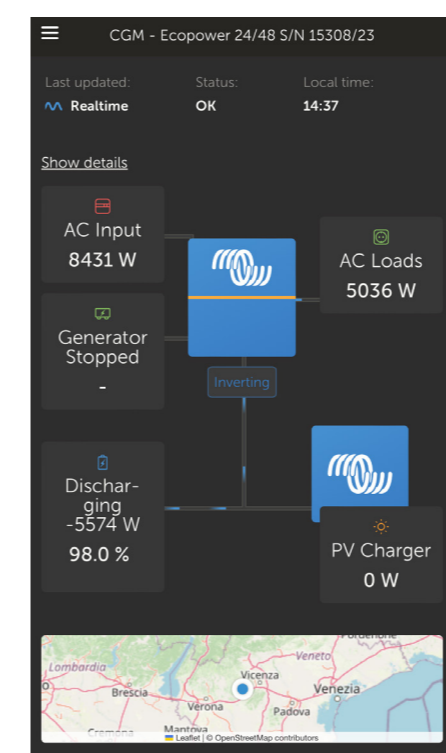 CGM - Ecopower 24/48 S/N 15308/23
Last updated:
Status:
Local time:
Realtime
OK
14:37
Show details
AC Input
8431 W
AC Loads
5036 W
Generator
Stopped
-
Inverting
Dischar-
ging
-5574 W
98.0 %
PV Charger
0 W
Pordenone
Lombardia
Veneto
Vicenza
Brescia
Venezia
Verona
Padova
Cremona
Mantova
Leaflet | © OpenStreetMap contributors